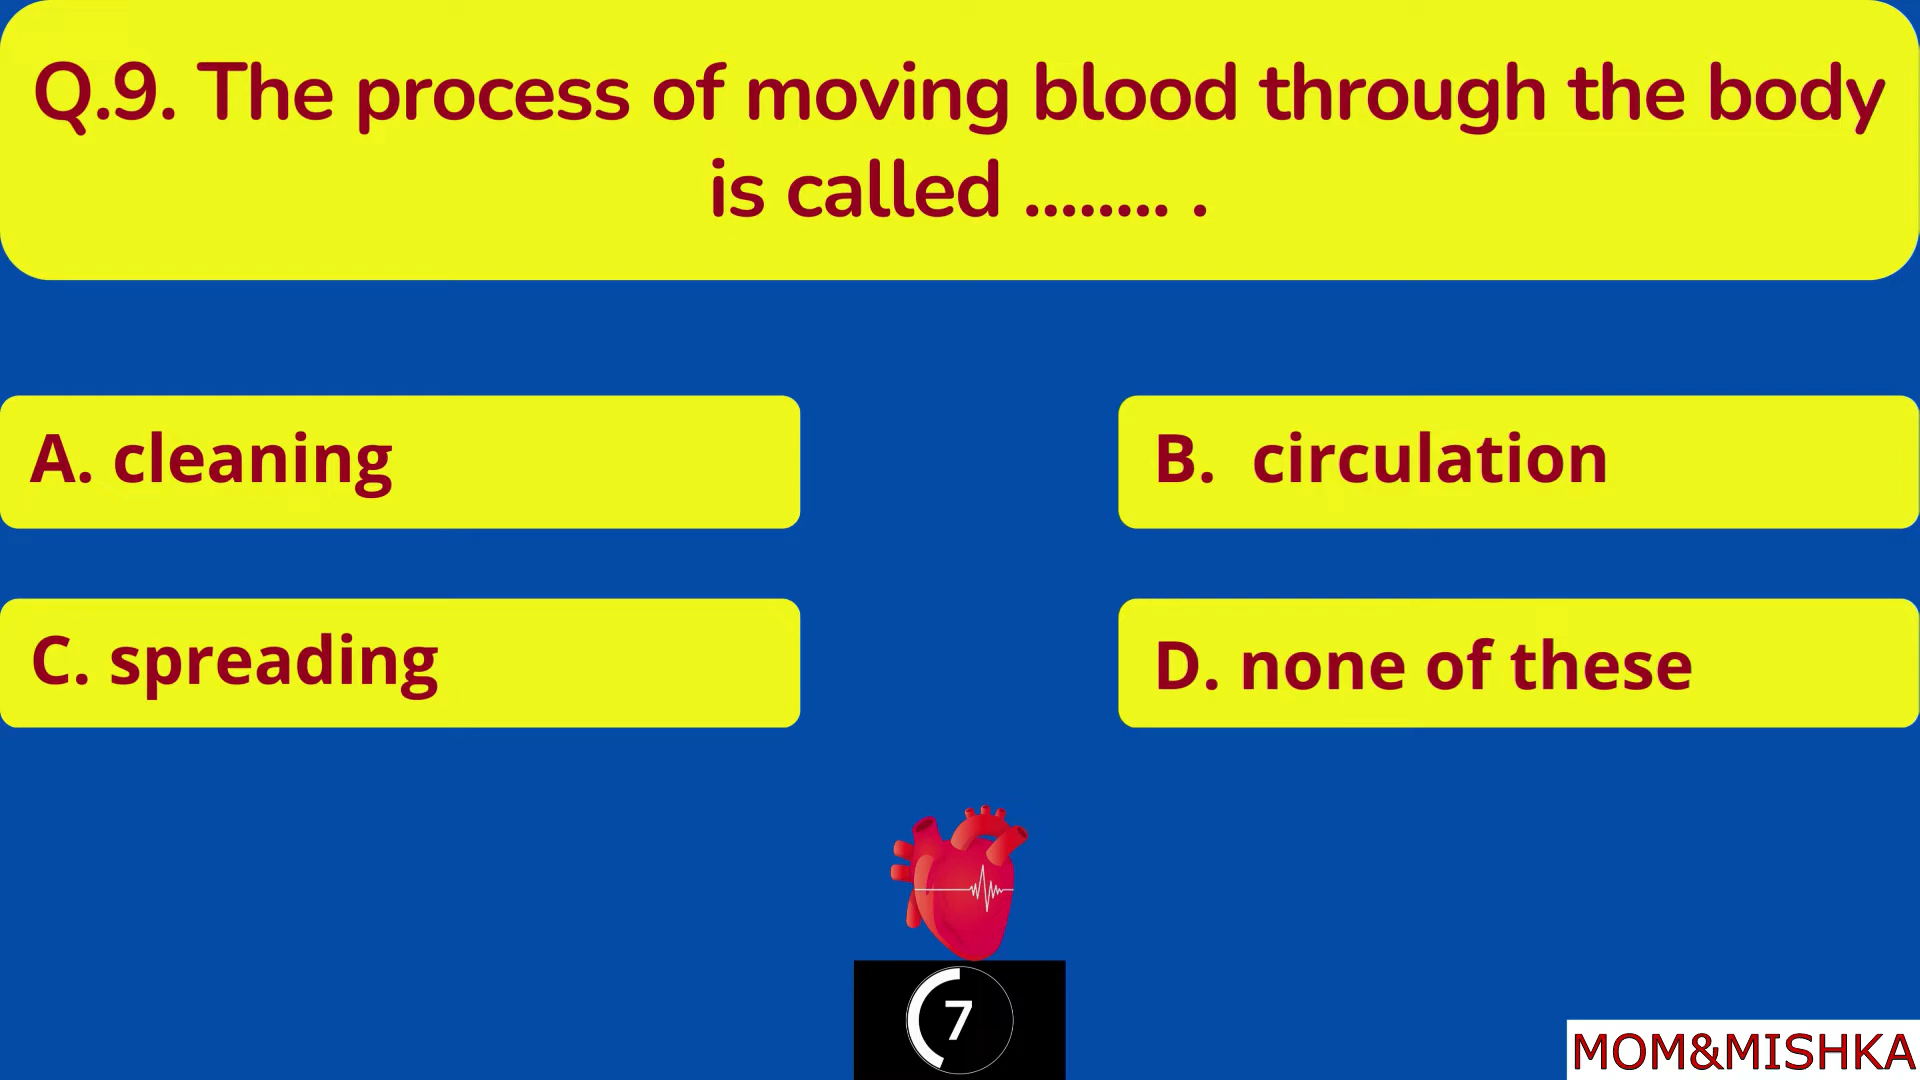 Q.9. The process of moving blood through the body
is called ........ .
A. cleaning
B. circulation
C. spreading
D. none of these
7
MOM&MISHKA